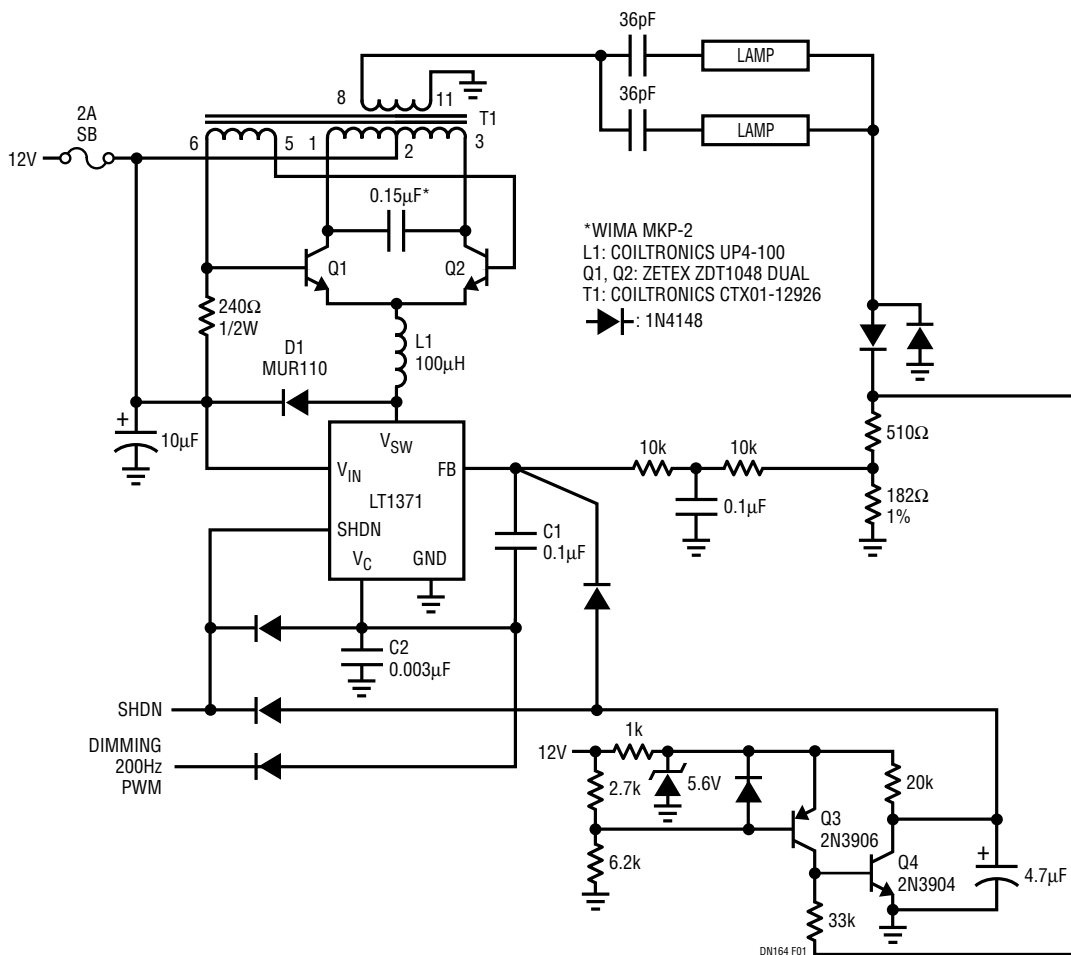 36pF
LAMP
8
11
36pF
T1
2A
SB
LAMP
6
5
1
2
3
12V
0.15µF*
*WIMA MKP-2
L1: COILTRONICS UP4-100
Q1, Q2: ZETEX ZDT1048 DUAL
T1: COILTRONICS CTX01-12926
: 1N4148
Q1
Q2
240Ω
1/2W
L1
100µH
D1
MUR110
+
10µF
VSW
VIN
FB
LT1371
SHDN
VC
GND
10k
10k
510Ω
0.1µF
182Ω
1%
C1
0.1µF
C2
0.003µF
SHDN
DIMMING
200Hz
PWM
12V
1k
2.7k
5.6V
20k
Q3
2N3906
6.2k
Q4
2N3904
+
4.7µF
33k
DN164 F01